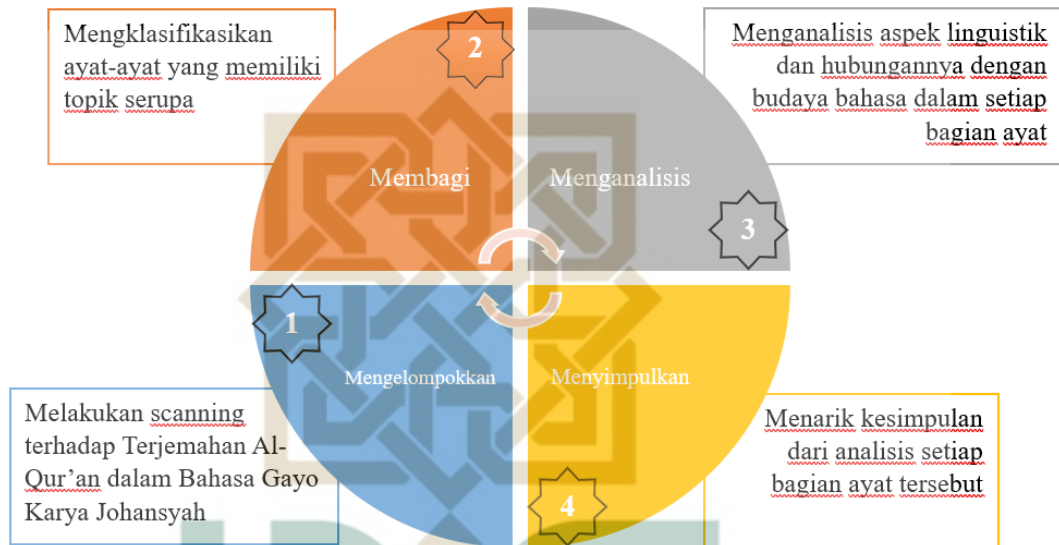 Mengklasifikasikan
ayat-ayat yang memiliki
topik serupa
2
Membagi
Menganalisis aspek linguistik
dan hubungannya dengan
budaya bahasa dalam setiap
bagian ayat
Menganalisis
3
1
Mengelompokkan
Melakukan scanning
terhadap Terjemahan Al-
Qur’an dalam Bahasa Gayo
Karya Johansyah
Menyimpulkan
4
Menarik kesimpulan
dari analisis setiap
bagian ayat tersebut